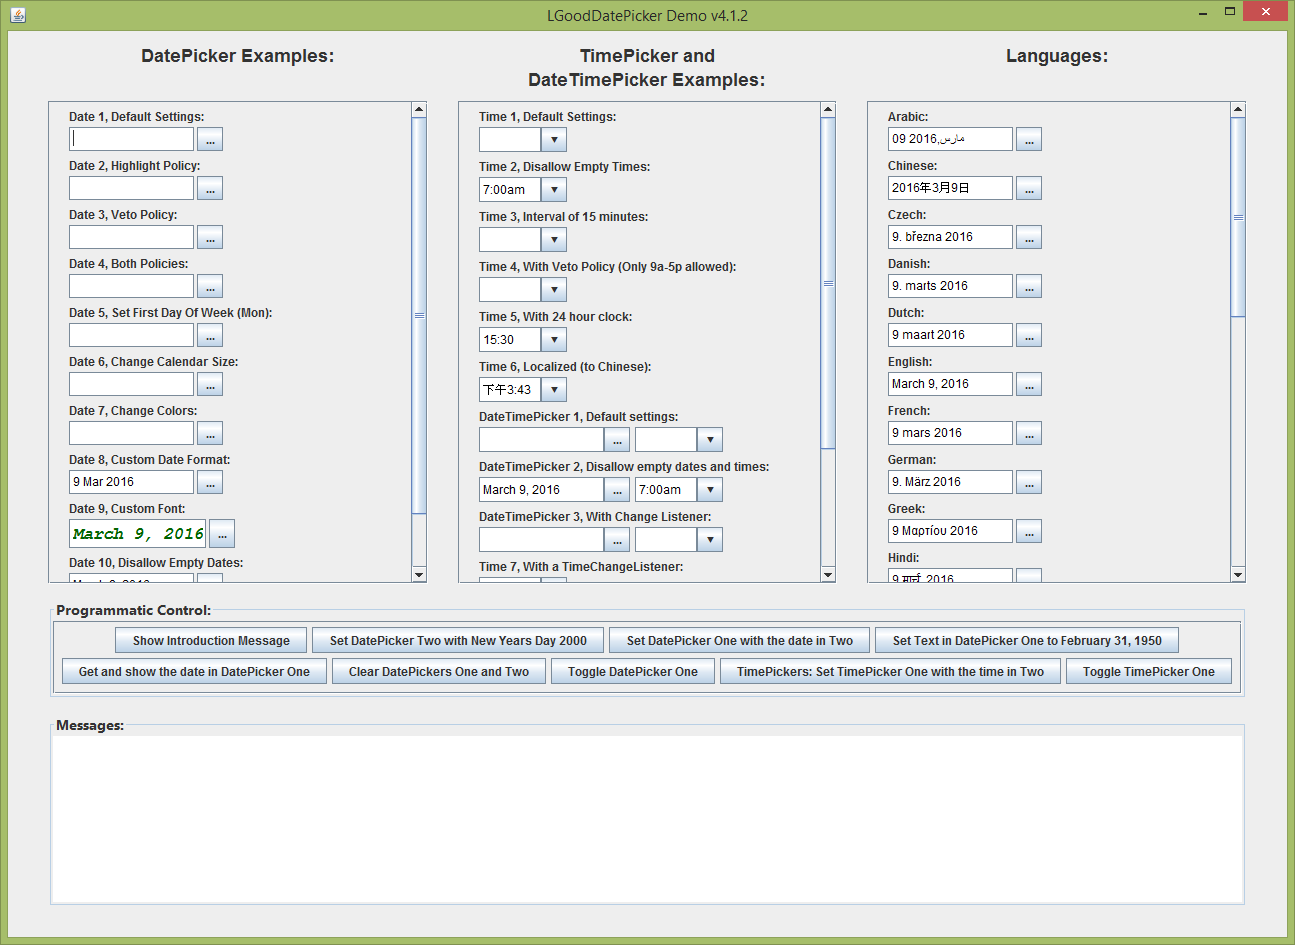 LGoodDatePicker Demo v4.1.2
DatePicker Examples:
Date 1, Default Settings:
...
Date 2, Highlight Policy:
...
Date 3, Veto Policy:
...
Date 4, Both Policies:
...
Date 5, Set First Day Of Week (Mon):
...
Date 6, Change Calendar Size:
...
Date 7, Change Colors:
...
Date 8, Custom Date Format:
9 Mar 2016 ...
Date 9, Custom Font:
March 9, 2016 ...
Date 10, Disallow Empty Dates:
TimePicker and
DateTimePicker Examples:
Time 1, Default Settings:
Time 2, Disallow Empty Times:
7:00am
Time 3, Interval of 15 minutes:
Time 4, With Veto Policy (Only 9a-5p allowed):
Time 5, With 24 hour clock:
15:30
Time 6, Localized (to Chinese):
下午3:43
DateTimePicker 1, Default settings:
...
DateTimePicker 2, Disallow empty dates and times:
March 9, 2016 ... 7:00am
DateTimePicker 3, With Change Listener:
...
Time 7, With a TimeChangeListener:
Languages:
Arabic:
09 مارس,2016 ...
Chinese:
2016年3月9日 ...
Czech:
9. března 2016 ...
Danish:
9. marts 2016 ...
Dutch:
9 maart 2016 ...
English:
March 9, 2016 ...
French:
9 mars 2016 ...
German:
9. März 2016 ...
Greek:
9 Μαρτίου 2016 ...
Hindi:
Programmatic Control:
Show Introduction Message Set DatePicker Two with New Years Day 2000 Set DatePicker One with the date in Two Set Text in DatePicker One to February 31, 1950
Get and show the date in DatePicker One Clear DatePickers One and Two Toggle DatePicker One TimePickers: Set TimePicker One with the time in Two Toggle TimePicker One
Messages: